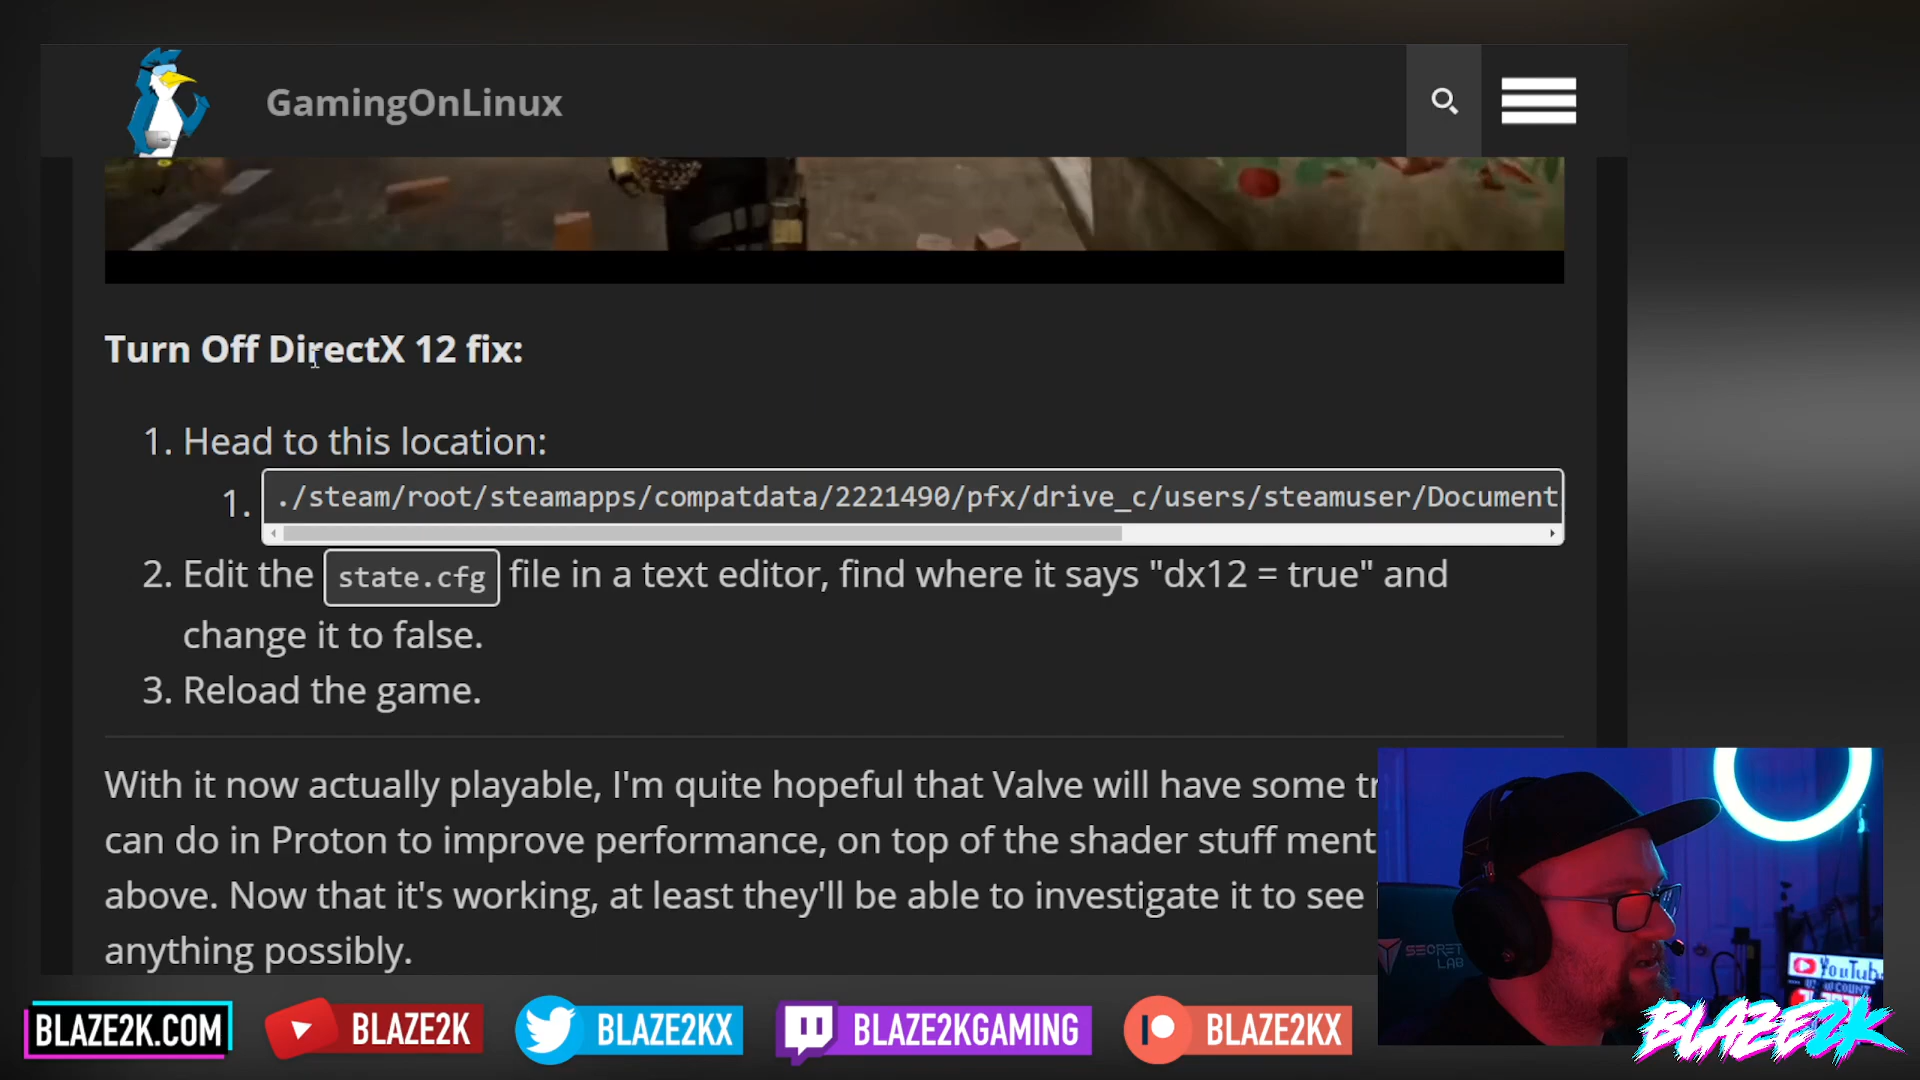 GamingOnLinux
Turn Off DirectX 12 fix:
1. Head to this location:
1. ./steam/root/steamapps/compatdata/2221490/pfx/drive_c/users/steamuser/Document
2. Edit the state.cfg file in a text editor, find where it says "dx12 = true" and
change it to false.
3. Reload the game.
With it now actually playable, I'm quite hopeful that Valve will have some
can do in Proton to improve performance, on top of the shader stuff
above. Now that it's working, at least they'll be able to investigate it to see
anything possibly.
SECRET
LAB
YouTub
BLAZE2K.COM
BLAZE2K
BLAZE2KX
BLAZE2KGAMING
BLAZE2KX
BLAZE2K